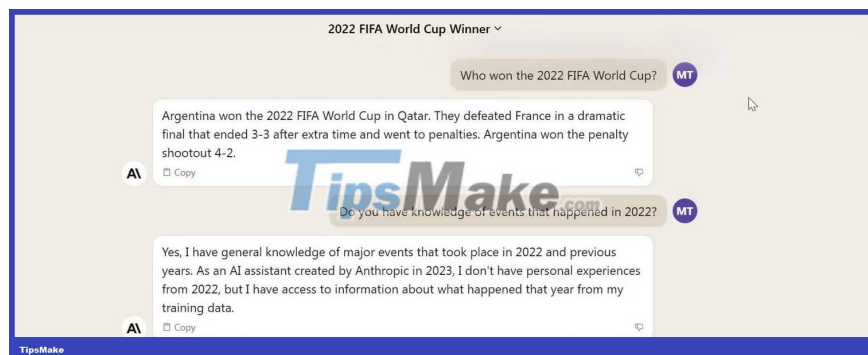 2022 FIFA World Cup Winner
Who won the 2022 FIFA World Cup?
MT
Argentina won the 2022 FIFA World Cup in Qatar. They defeated France in a dramatic
final that ended 3-3 after extra time and went to penalties. Argentina won the penalty
shootout 4-2.
A\
Copy
TipsMake.com
Do you have knowledge of events that happened in 2022?
MT
Yes, I have general knowledge of major events that took place in 2022 and previous
years. As an AI assistant created by Anthropic in 2023, I don't have personal experiences
from 2022, but I have access to information about what happened that year from my
training data.
A\
Copy
TipsMake